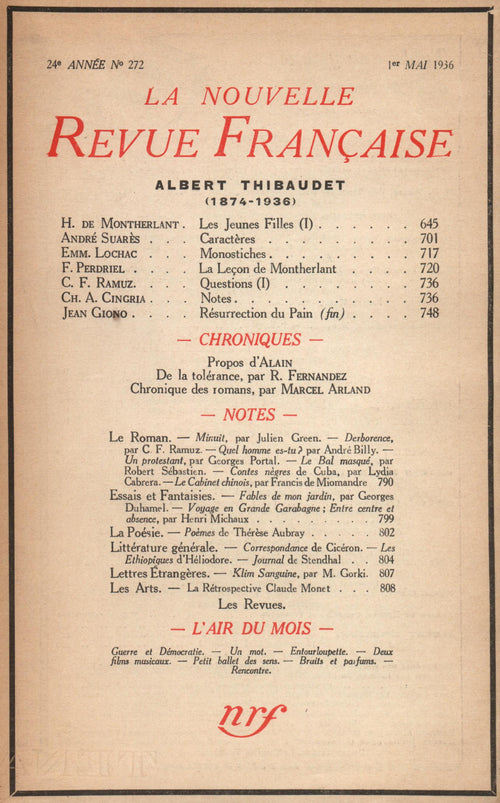 24e ANNÉE No 272 1er MAI 1936
LA NOUVELLE
REVUE FRANÇAISE
ALBERT THIBAUDET
(1874-1936)
H. DE MONTHERLANT . Les Jeunes Filles (I) . . . . . . 645
ANDRÉ SUARÈS . . . Caractères . . . . . . . . . 701
EMM. LOCHAC . . . Monostiches . . . . . . . . 717
F. PERDRIEL . . . . La Leçon de Montherlant . . . . 720
C. F. RAMUZ. . . . Questions (I) . . . . . . . . 736
CH. A. CINGRIA . . . Notes . . . . . . . . . . 736
JEAN GIONO . . . . Résurrection du Pain (fin) . . . . 748
— CHRONIQUES —
Propos d'ALAIN
De la tolérance, par R. FERNANDEZ
Chronique des romans, par MARCEL ARLAND
— NOTES —
Le Roman. — Minuit, par Julien Green. — Derborence,
par C. F. Ramuz. — Quel homme es-tu? par André Billy. —
Un protestant, par Georges Portal. — Le Bal masqué, par
Robert Sébastien. — Contes nègres de Cuba, par Lydia
Cabrera. — Le Cabinet chinois, par Francis de Miomandre 790
Essais et Fantaisies. — Fables de mon jardin, par Georges
Duhamel. — Voyage en Grande Garabagne; Entre centre et
absence, par Henri Michaux . . . . . . . . . . 799
La Poésie. — Poèmes de Thérèse Aubray . . . . . 802
Littérature générale. — Correspondance de Cicéron. — Les
Ethiopiques d'Héliodore. — Journal de Stendhal . . 804
Lettres Étrangères. — Klim Sanguine, par M. Gorki. 807
Les Arts. — La Rétrospective Claude Monet . . . 808
Les Revues.
— L'AIR DU MOIS —
Guerre et Démocratie. — Un mot. — Entourloupette. — Deux
films musicaux. — Petit ballet des sens. — Bruits et parfums. —
Rencontre.
nrf